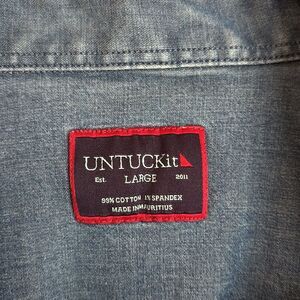 UNTUCKit
Est. LARGE 2011
99% COTTON 1% SPANDEX
MADE IN MAURITIUS